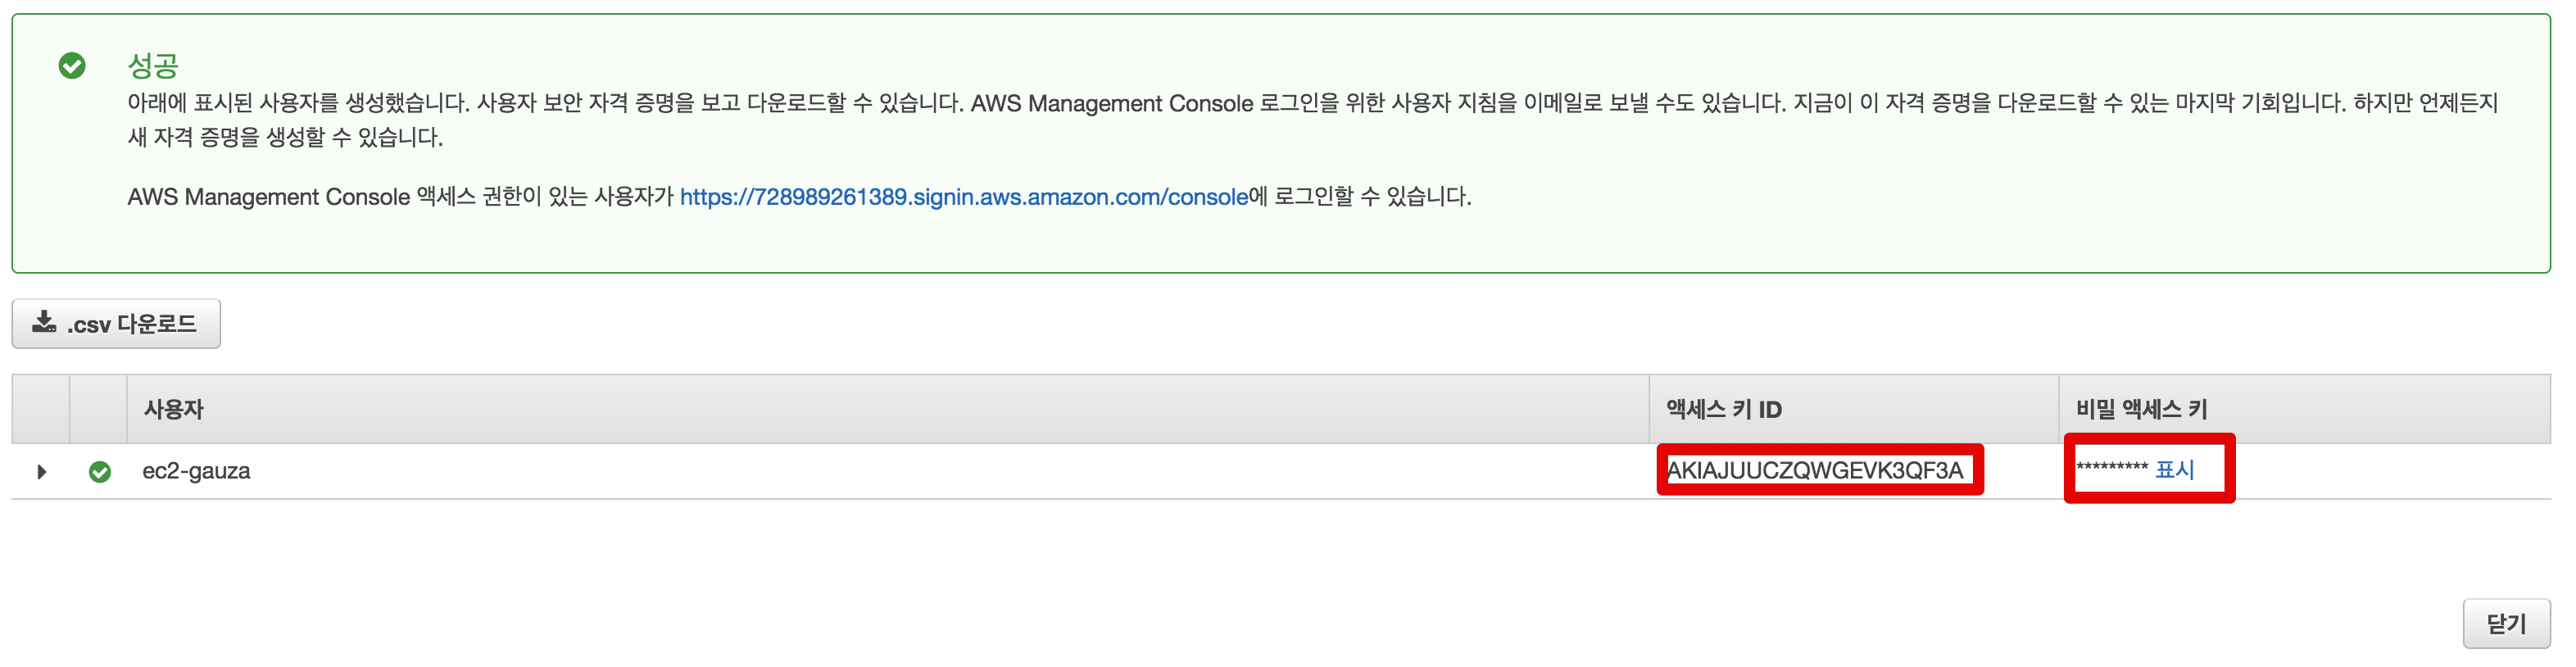 성공
아래에 표시된 사용자를 생성했습니다. 사용자 보안 자격 증명을 보고 다운로드할 수 있습니다. AWS Management Console 로그인을 위한 사용자 지침을 이메일로 보낼 수도 있습니다. 지금이 이 자격 증명을 다운로드할 수 있는 마지막 기회입니다. 하지만 언제든지
새 자격 증명을 생성할 수 있습니다.
AWS Management Console 액세스 권한이 있는 사용자가 https://728989261389.signin.aws.amazon.com/console에 로그인할 수 있습니다.
.csv 다운로드
사용자 액세스 키 ID 비밀 액세스 키
ec2-gauza AKIAJUUCZQWGEVK3QF3A ********* 표시
닫기